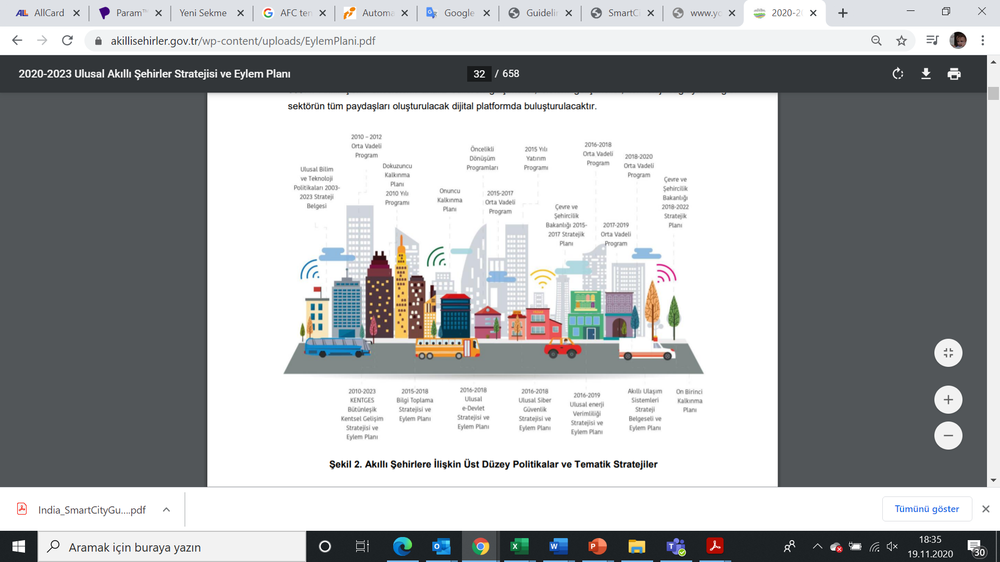 AllCard
Param™
Yeni Sekme
AFC ten
Automa
Google
Guidelin
SmartCi
www.yo
2020-20
akillisehirler.gov.tr/wp-content/uploads/EylemPlani.pdf
2020-2023 Ulusal Akıllı Şehirler Stratejisi ve Eylem Planı
32 / 658
sektörün tüm paydaşları oluşturulacak dijital platformda buluşturulacaktır.
Ulusal Bilim
ve Teknoloji
Politikaları 2003-
2023 Strateji
Belgesi
2010 – 2012
Orta Vadeli
Program
Dokuzuncu
Kalkınma
Planı
2010 Yılı
Programı
Onuncu
Kalkınma
Planı
Öncelikli
Dönüşüm
Programları
2015-2017
Orta Vadeli
Program
2015 Yılı
Yatırım
Programı
Çevre ve
Şehircilik
Bakanlığı 2015-
2017 Stratejik
Planı
2016-2018
Orta Vadeli
Program
2017-2019
Orta Vadeli
Program
2018-2020
Orta Vadeli
Program
Çevre ve
Şehircilik
Bakanlığı
2018-2022
Stratejik
Planı
2010-2023
KENTGES
Bütünleşik
Kentsel Gelişim
Stratejisi ve
Eylem Planı
2015-2018
Bilgi Toplama
Stratejisi ve
Eylem Planı
2016-2018
Ulusal
e-Devlet
Stratejisi ve
Eylem Planı
2016-2018
Ulusal Siber
Güvenlik
Stratejisi ve
Eylem Planı
2016-2019
Ulusal enerji
Verimliliği
Stratejisi ve
Eylem Planı
Akıllı Ulaşım
Sistemleri
Strateji
Belgeseli ve
Eylem Planı
On Birinci
Kalkınma
Planı
Şekil 2. Akıllı Şehirlere İlişkin Üst Düzey Politikalar ve Tematik Stratejiler
India_SmartCityGu....pdf
Tümünü göster
Aramak için buraya yazın
18:35
19.11.2020
30